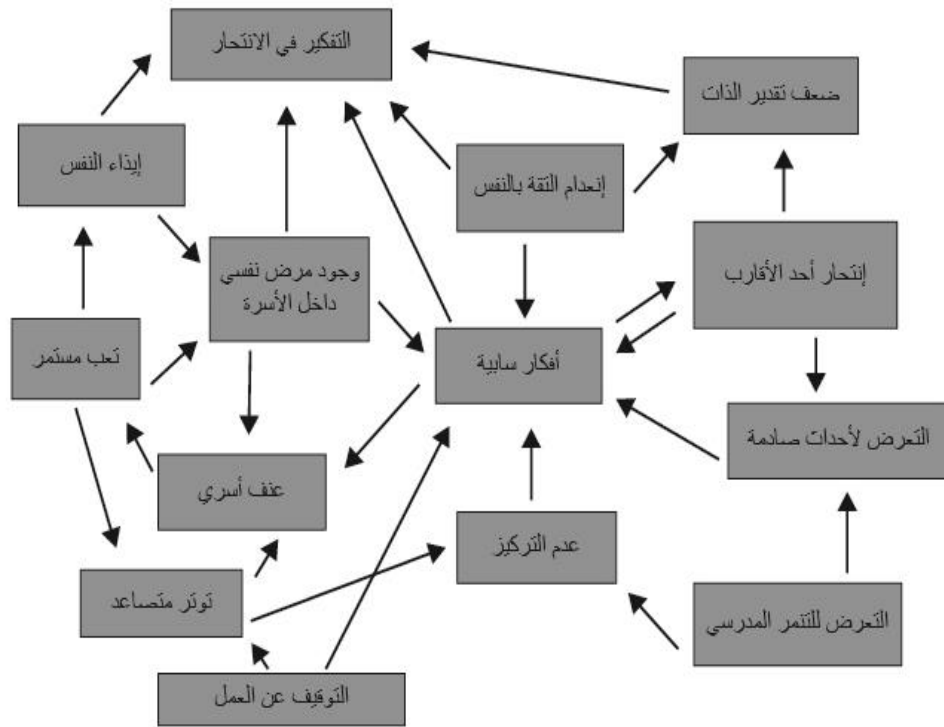 التفكير في الانتحار
ضعف تقدير الذات
إيذاء النفس
إنعدام الثقة بالنفس
وجود مرض نفسي
داخل الأسرة
إنتحار أحد الأقارب
تعب مستمر
أفكار سابية
التعرض لأحداث صادمة
عنف أسري
عدم التركيز
توتر متصاعد
التعرض للتنمر المدرسي
التوقيف عن العمل